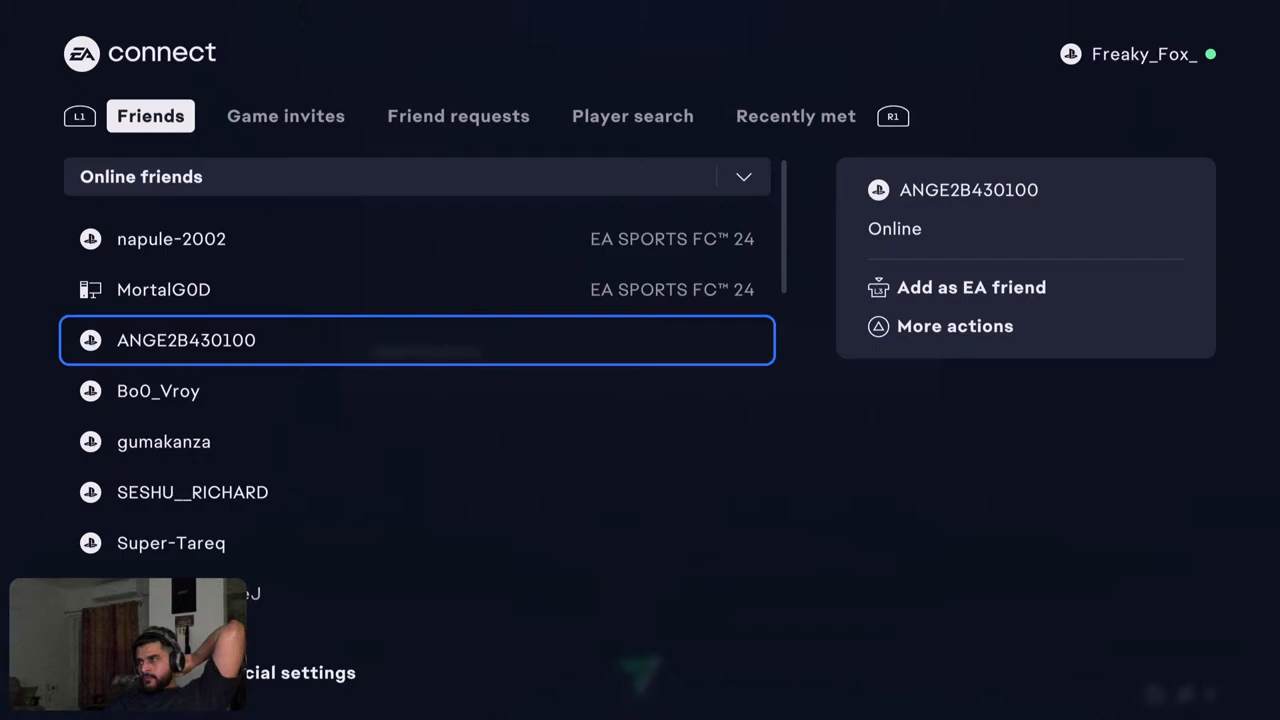 EA connect
Freaky_Fox_
L1 Friends Game invites Friend requests Player search Recently met R1
Online friends
napule-2002 EA SPORTS FC™ 24
MortalG0D EA SPORTS FC™ 24
ANGE2B430100
Bo0_Vroy
gumakanza
SESHU__RICHARD
Super-Tareq
eJ
cial settings
ANGE2B430100
Online
L3 Add as EA friend
More actions